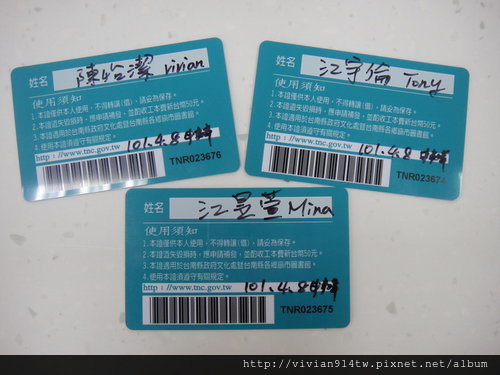 姓名 陳怡潔 vivian
使用須知
1.本證僅供本人使用，不得轉讓(借)，請妥為保存。
2.本證遺失毀損時，應申請補發，並酌收工本費新台幣50元。
3.本證適用於台南縣政府文化處暨台南縣各鄉鎮市圖書館。
4.使用本證須遵守有關規定。
http：//www.tnc.gov.tw
101.4.8
TNR023676
姓名 江宇倫 Tony
使用須知
1.本證僅供本人使用，不得轉讓(借)，請妥為保存。
2.本證遺失毀損時，應申請補發，並酌收工本費新台幣50元。
3.本證適用於台南縣政府文化處暨台南縣各鄉鎮市圖書館。
4.使用本證須遵守有關規定。
http：//www.tnc.gov.tw
101.4.8
TNR023674
姓名 江昱萱 Mina
使用須知
1.本證僅供本人使用，不得轉讓(借)，請妥為保存。
2.本證遺失毀損時，應申請補發，並酌收工本費新台幣50元。
3.本證適用於台南縣政府文化處暨台南縣各鄉鎮市圖書館。
4.使用本證須遵守有關規定。
http：//www.tnc.gov.tw
101.4.8
TNR023675
http://vivian914tw.pixnet.net/album